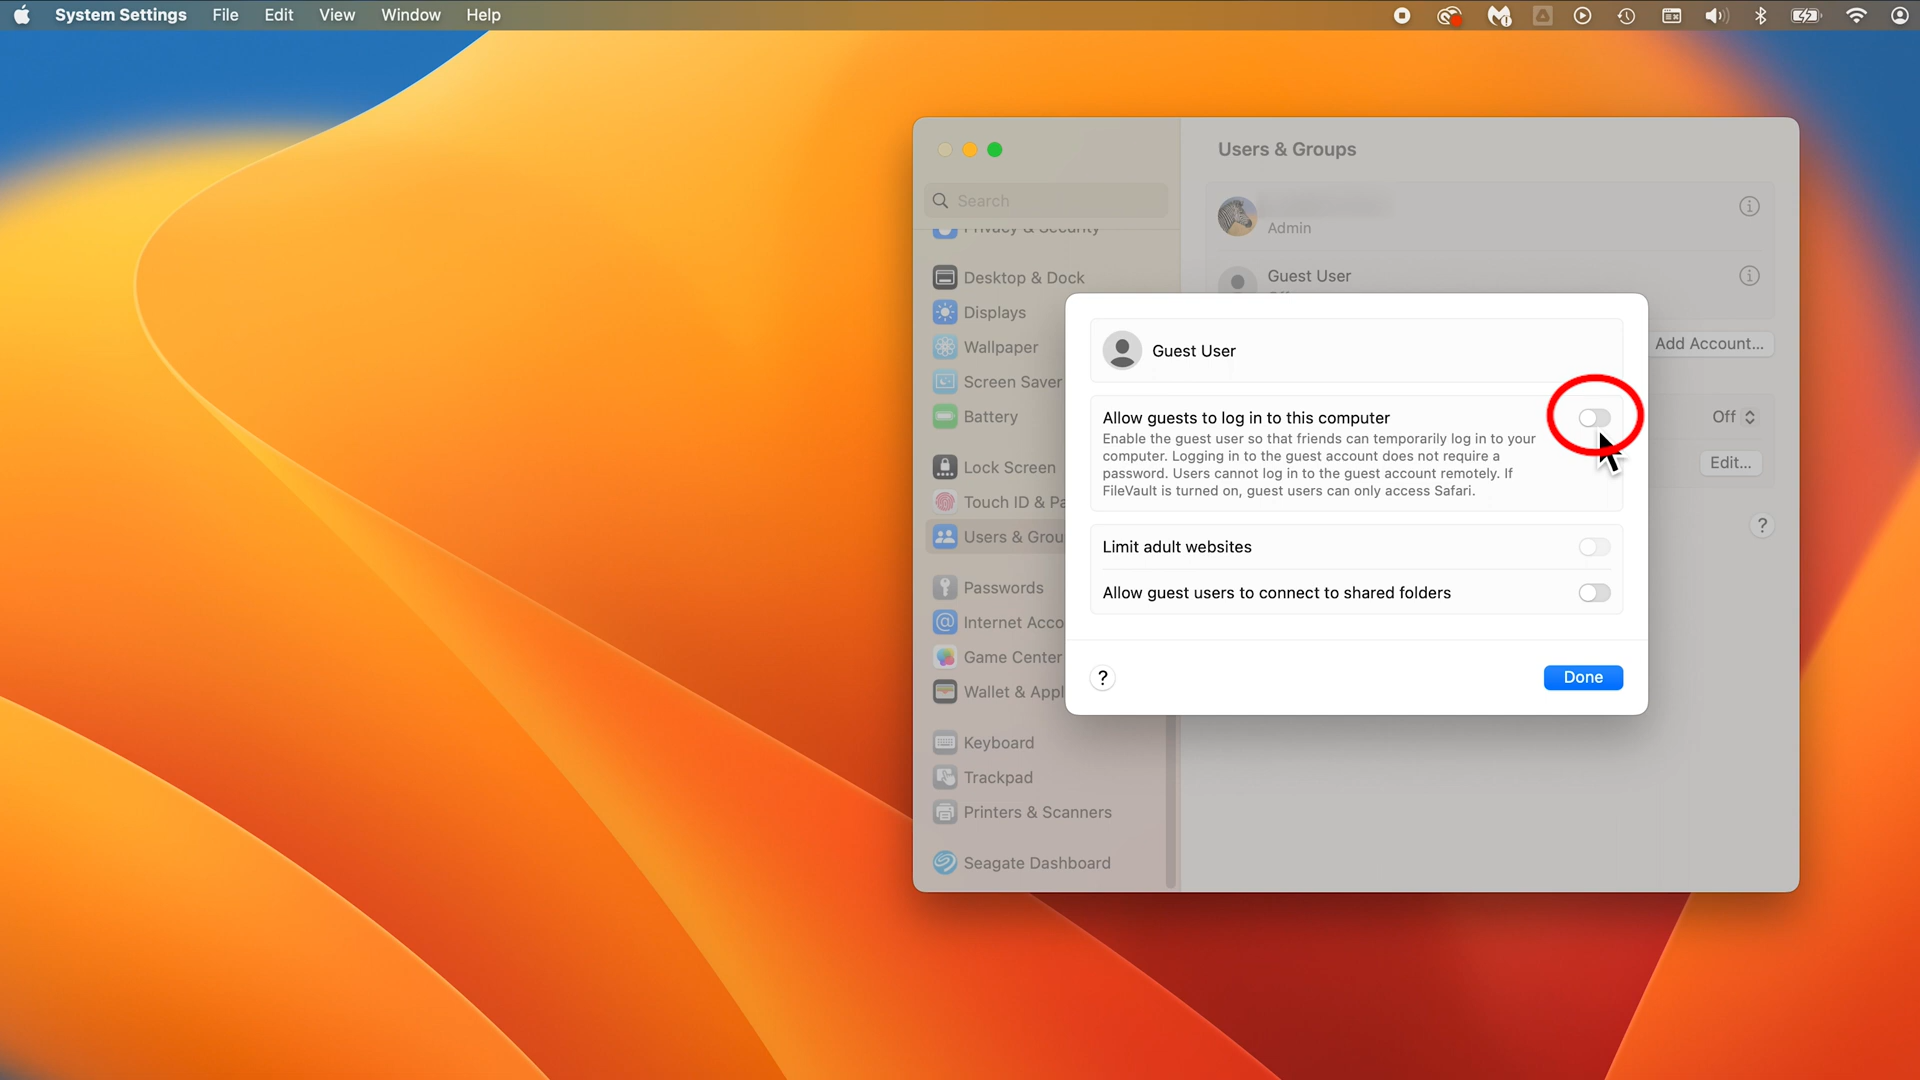 System Settings File Edit View Window Help
Users & Groups
Search
Admin
Privacy & Security
Desktop & Dock
Guest User
Displays
Wallpaper
Guest User
Add Account...
Screen Saver
Battery
Allow guests to log in to this computer
Off
Enable the guest user so that friends can temporarily log in to your
computer. Logging in to the guest account does not require a
password. Users cannot log in to the guest account remotely. If
FileVault is turned on, guest users can only access Safari.
Lock Screen
Edit...
Touch ID & Pa
Users & Grou
?
Limit adult websites
Passwords
Allow guest users to connect to shared folders
Internet Acco
Game Center
Wallet & Appl
?
Done
Keyboard
Trackpad
Printers & Scanners
Seagate Dashboard